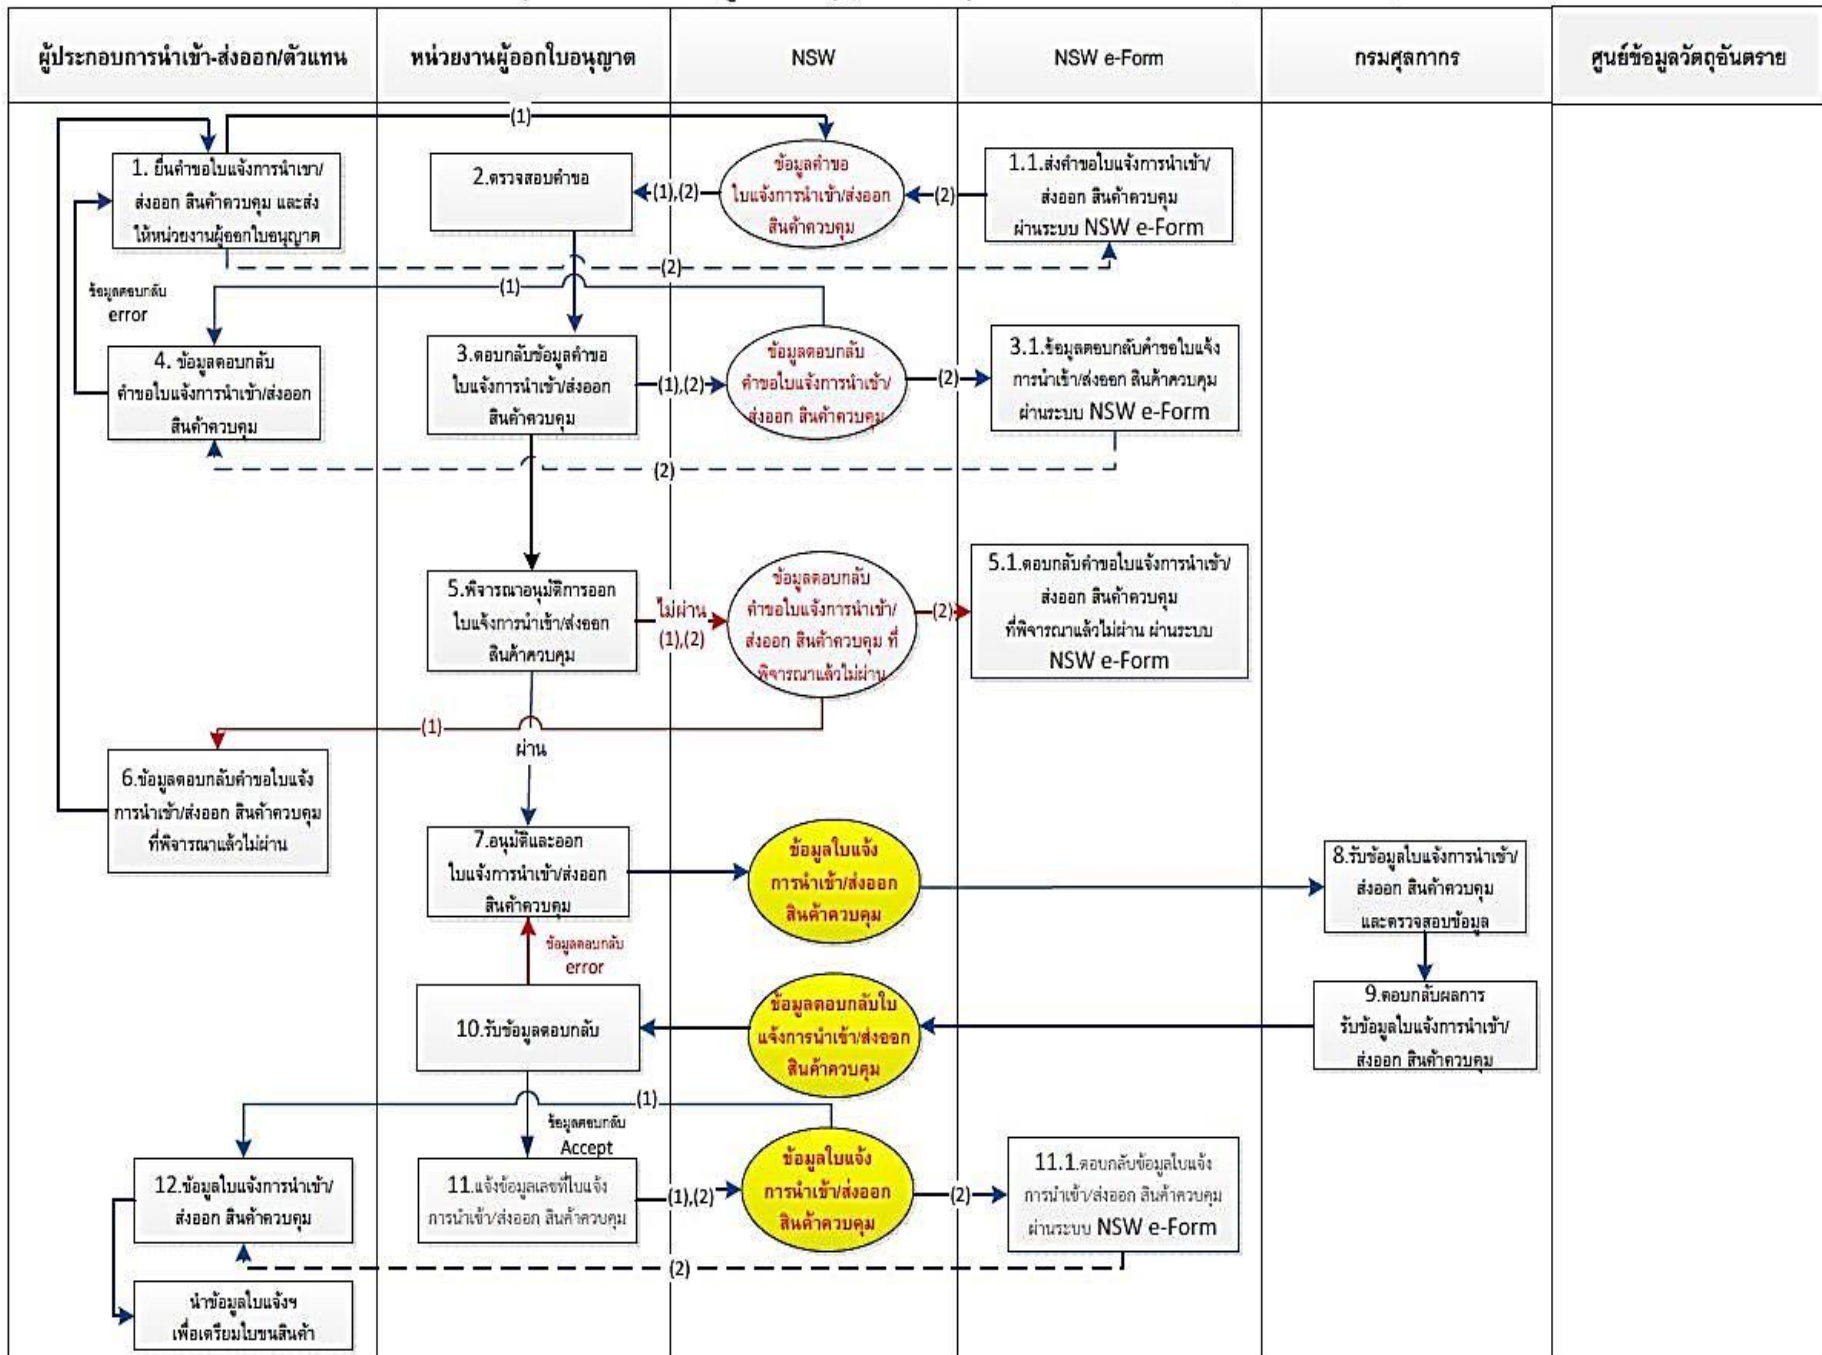 ผู้ประกอบการนำเข้า-ส่งออก/ตัวแทน
หน่วยงานผู้ออกใบอนุญาต
NSW
NSW e-Form
กรมศุลกากร
ศูนย์ข้อมูลวัตถุอันตราย
(1)
1. ยื่นคำขอใบแจ้งการนำเขา/
ส่งออก สินค้าควบคุม และส่ง
ให้หน่วยงานผู้ออกใบอนุญาต
2.ตรวจสอบคำขอ
(1),(2)
ข้อมูลคำขอ
ใบแจ้งการนำเข้า/ส่งออก
สินค้าควบคุม
(2)
1.1.ส่งคำขอใบแจ้งการนำเข้า/
ส่งออก สินค้าควบคุม
ผ่านระบบ NSW e-Form
(2)
(1)
ข้อมูลตอบกลับ
error
4. ข้อมูลตอบกลับ
คำขอใบแจ้งการนำเข้า/ส่งออก
สินค้าควบคุม
3.ตอบกลับข้อมูลคำขอ
ใบแจ้งการนำเข้า/ส่งออก
สินค้าควบคุม
(1),(2)
ข้อมูลตอบกลับ
คำขอใบแจ้งการนำเข้า/
ส่งออก สินค้าควบคุม
(2)
3.1.ข้อมูลตอบกลับคำขอใบแจ้ง
การนำเข้า/ส่งออก สินค้าควบคุม
ผ่านระบบ NSW e-Form
(2)
5.พิจารณาอนุมัติการออก
ใบแจ้งการนำเข้า/ส่งออก
สินค้าควบคุม
ไม่ผ่าน
(1),(2)
ข้อมูลตอบกลับ
คำขอใบแจ้งการนำเข้า/
ส่งออก สินค้าควบคุม ที่
พิจารณาแล้วไม่ผ่าน
(2)
5.1.ตอบกลับคำขอใบแจ้งการนำเข้า/
ส่งออก สินค้าควบคุม
ที่พิจารณาแล้วไม่ผ่าน ผ่านระบบ
NSW e-Form
(1)
ผ่าน
6.ข้อมูลตอบกลับคำขอใบแจ้ง
การนำเข้า/ส่งออก สินค้าควบคุม
ที่พิจารณาแล้วไม่ผ่าน
7.อนุมัติและออก
ใบแจ้งการนำเข้า/ส่งออก
สินค้าควบคุม
ข้อมูลใบแจ้ง
การนำเข้า/ส่งออก
สินค้าควบคุม
8.รับข้อมูลใบแจ้งการนำเข้า/
ส่งออก สินค้าควบคุม
และตรวจสอบข้อมูล
ข้อมูลตอบกลับ
error
10.รับข้อมูลตอบกลับ
ข้อมูลตอบกลับใบ
แจ้งการนำเข้า/ส่งออก
สินค้าควบคุม
9.ตอบกลับผลการ
รับข้อมูลใบแจ้งการนำเข้า/
ส่งออก สินค้าควบคุม
(1)
ข้อมูลตอบกลับ
Accept
12.ข้อมูลใบแจ้งการนำเข้า/
ส่งออก สินค้าควบคุม
11.แจ้งข้อมูลเลขที่ใบแจ้ง
การนำเข้า/ส่งออก สินค้าควบคุม
(1),(2)
ข้อมูลใบแจ้ง
การนำเข้า/ส่งออก
สินค้าควบคุม
(2)
11.1.ตอบกลับข้อมูลใบแจ้ง
การนำเข้า/ส่งออก สินค้าควบคุม
ผ่านระบบ NSW e-Form
(2)
นำข้อมูลใบแจ้งฯ
เพื่อเตรียมใบขนสินค้า